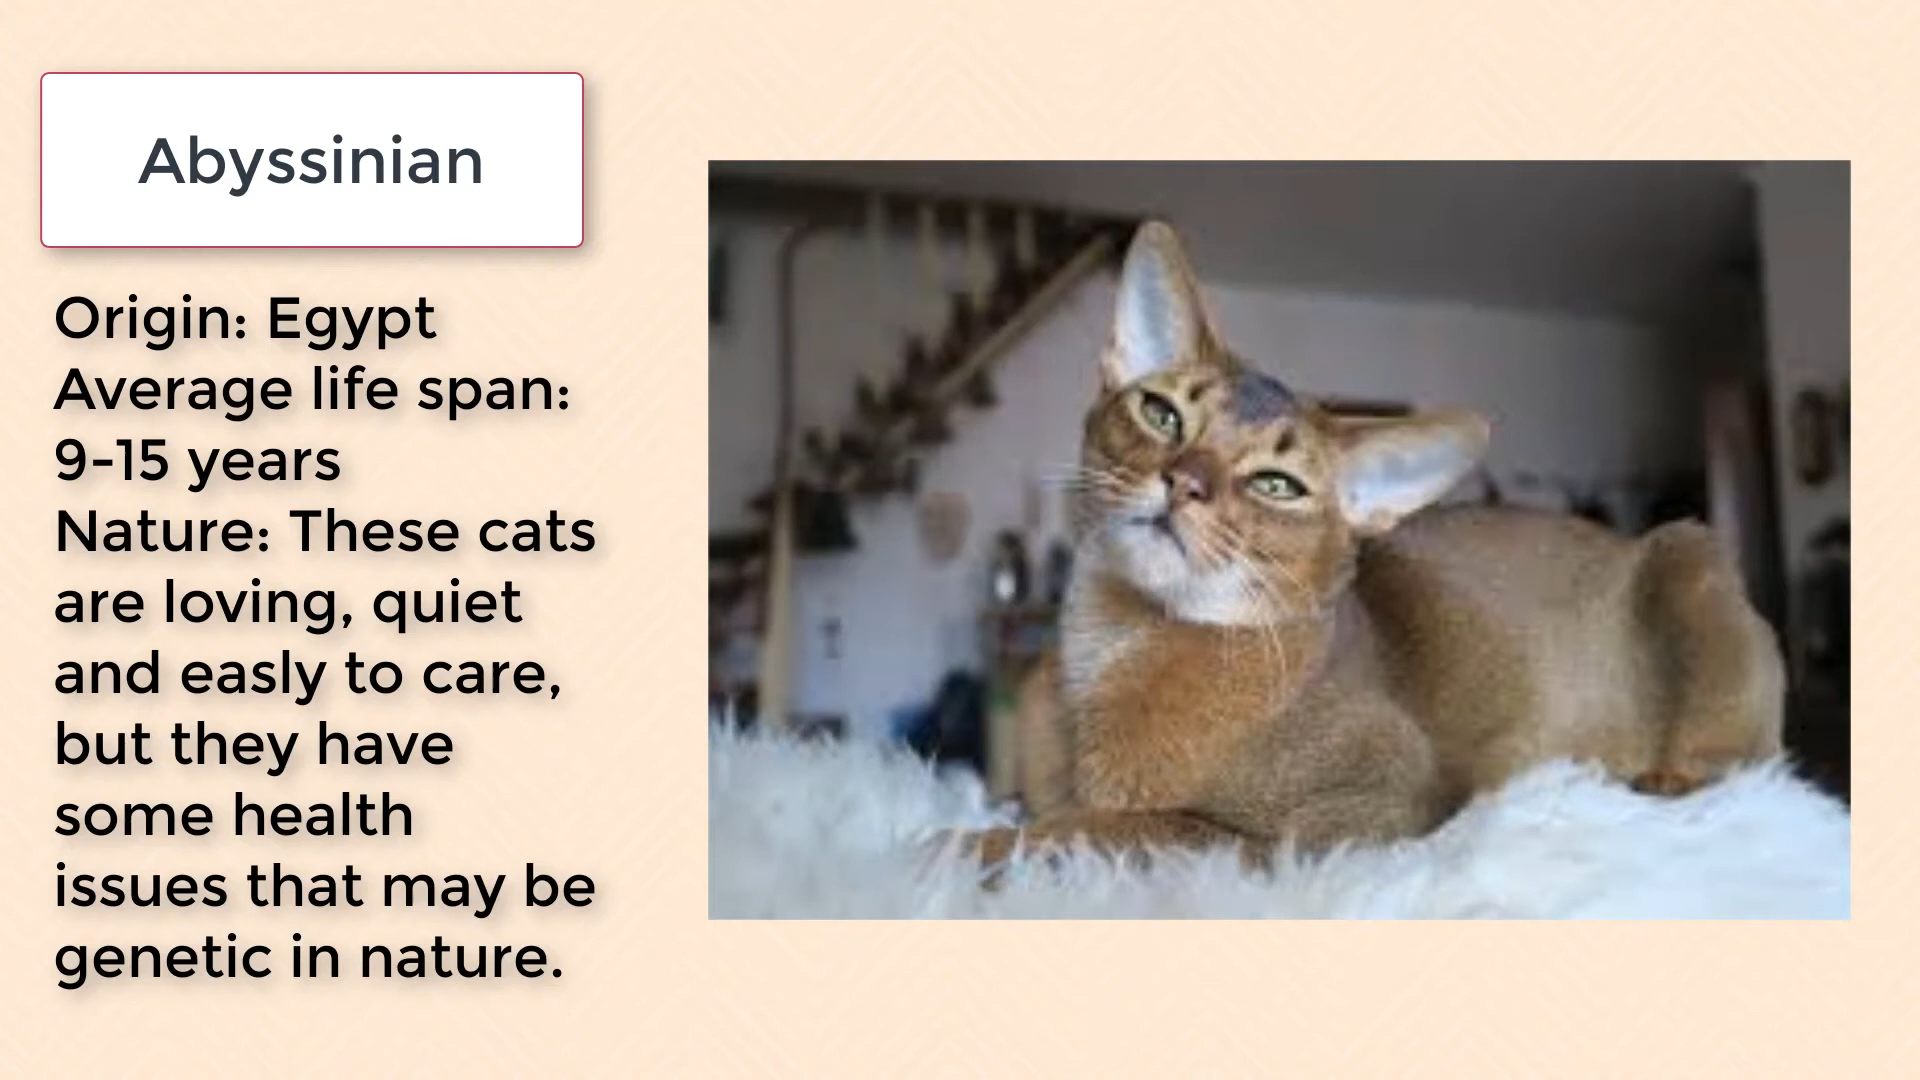 Abyssinian
Origin: Egypt
Average life span:
9-15 years
Nature: These cats
are loving, quiet
and easly to care,
but they have
some health
issues that may be
genetic in nature.